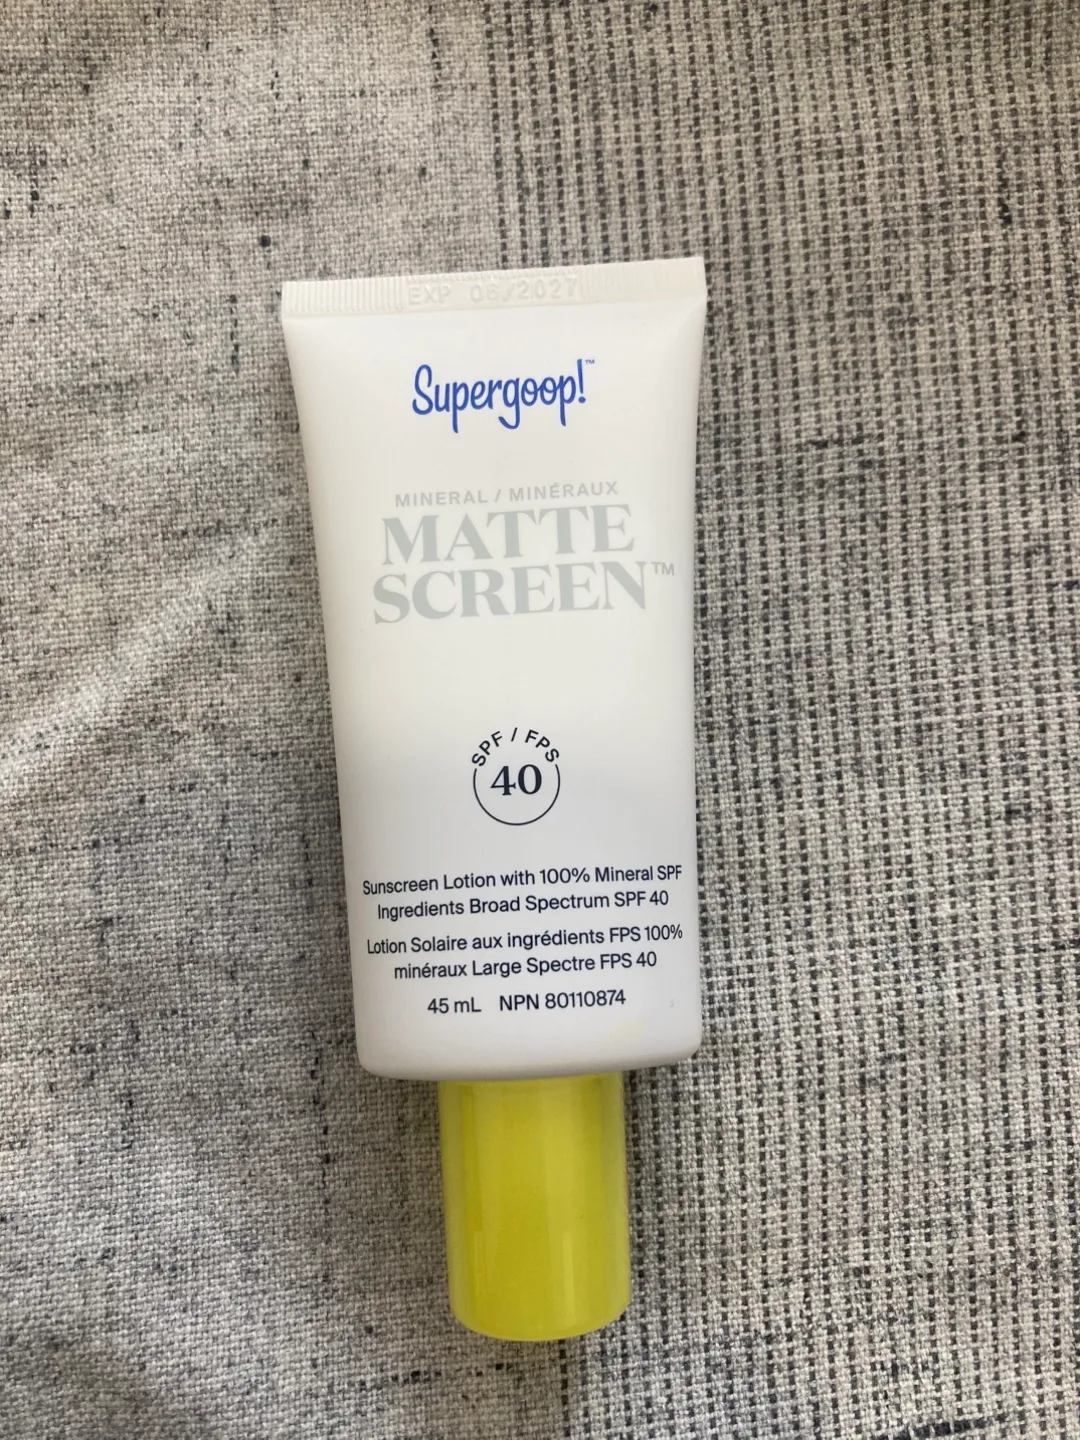 EXP 06/2027
Supergoop!™
MINERAL / MINÉRAUX
MATTE
SCREEN™
SPF / FPS
40
Sunscreen Lotion with 100% Mineral SPF
Ingredients Broad Spectrum SPF 40
Lotion Solaire aux ingrédients FPS 100%
minéraux Large Spectre FPS 40
45 mL NPN 80110874